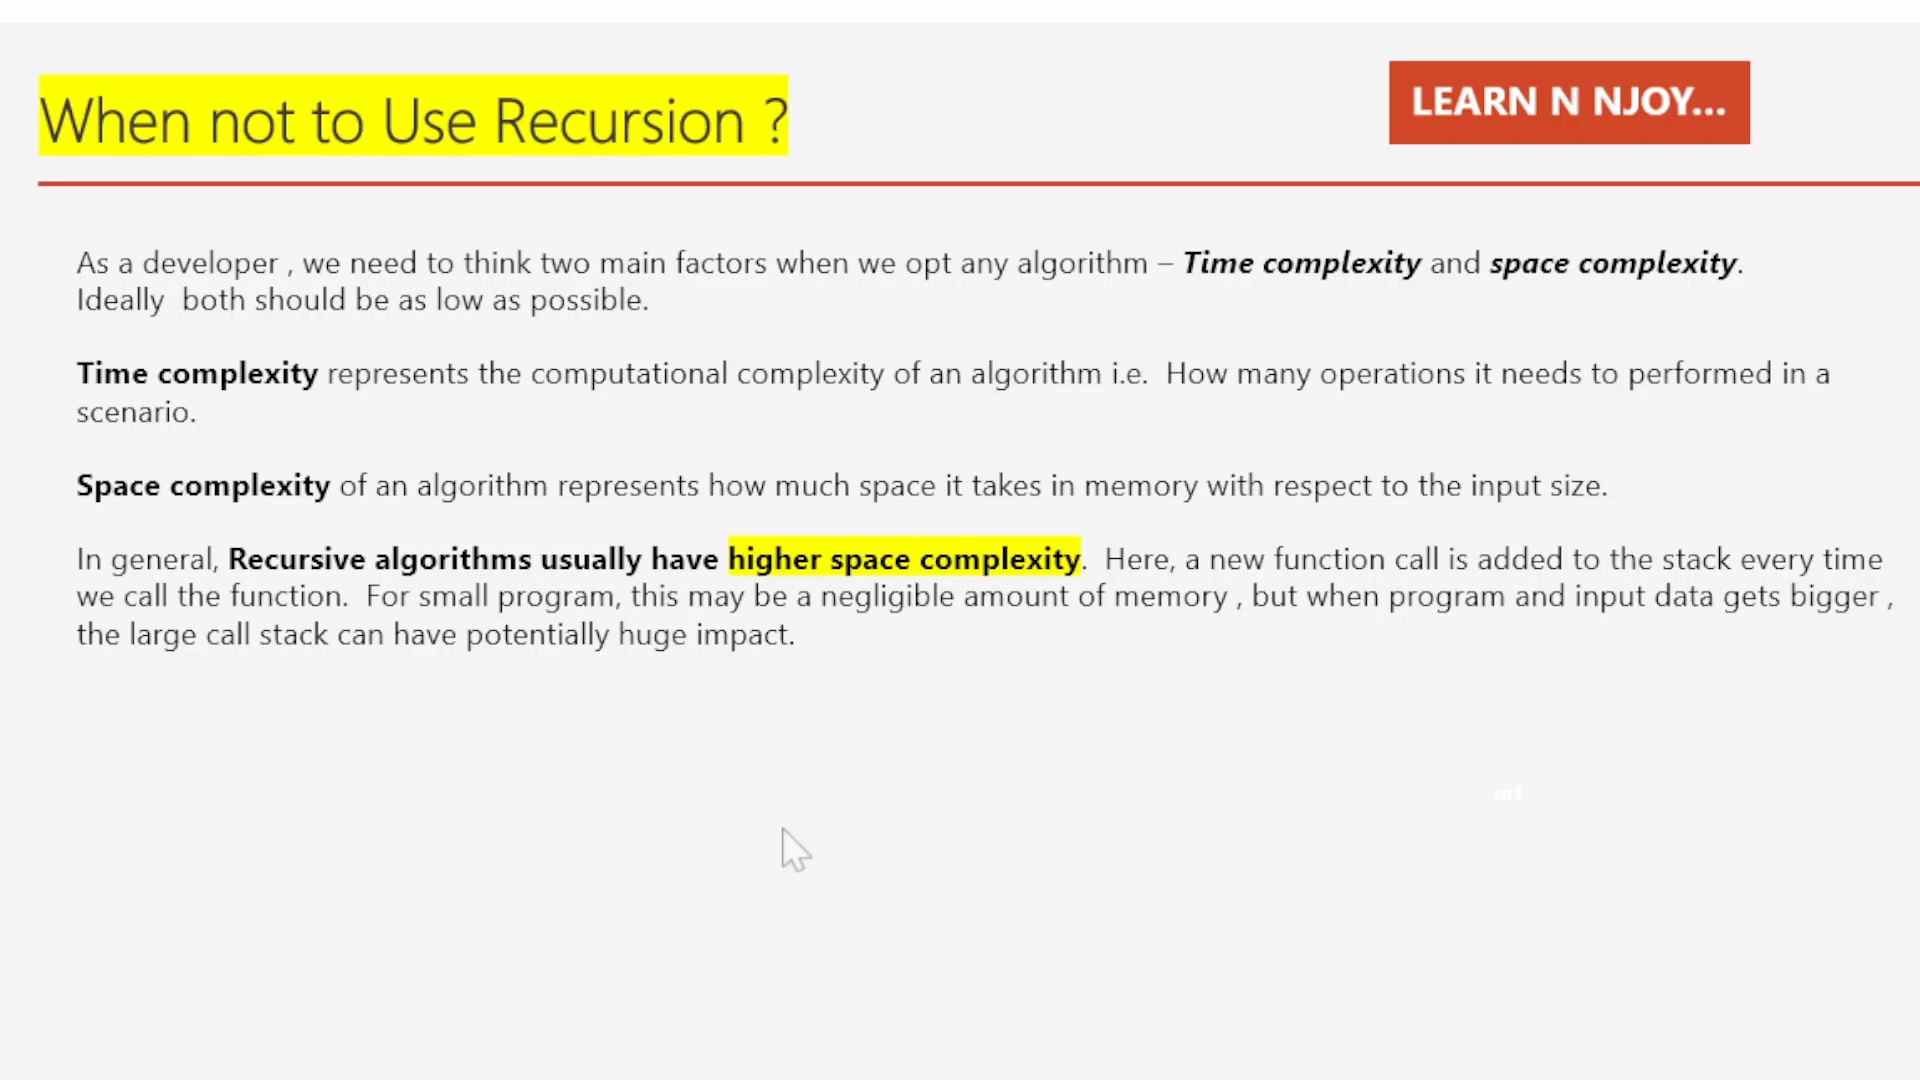 When not to Use Recursion ?
LEARN N NJOY...
As a developer , we need to think two main factors when we opt any algorithm – Time complexity and space complexity.
Ideally both should be as low as possible.
Time complexity represents the computational complexity of an algorithm i.e. How many operations it needs to performed in a
scenario.
Space complexity of an algorithm represents how much space it takes in memory with respect to the input size.
In general, Recursive algorithms usually have higher space complexity. Here, a new function call is added to the stack every time
we call the function. For small program, this may be a negligible amount of memory , but when program and input data gets bigger ,
the large call stack can have potentially huge impact.